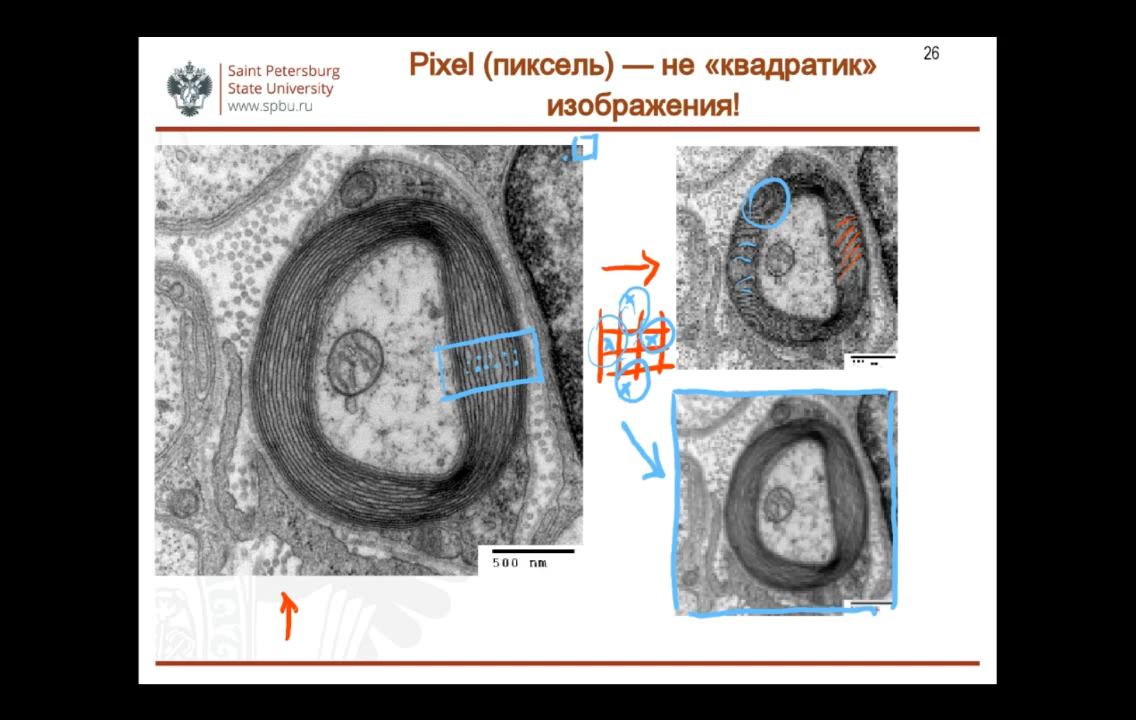 Saint Petersburg
State University
www.spbu.ru
Pixel (пиксель) — не «квадратик»
изображения!
26
500 nm